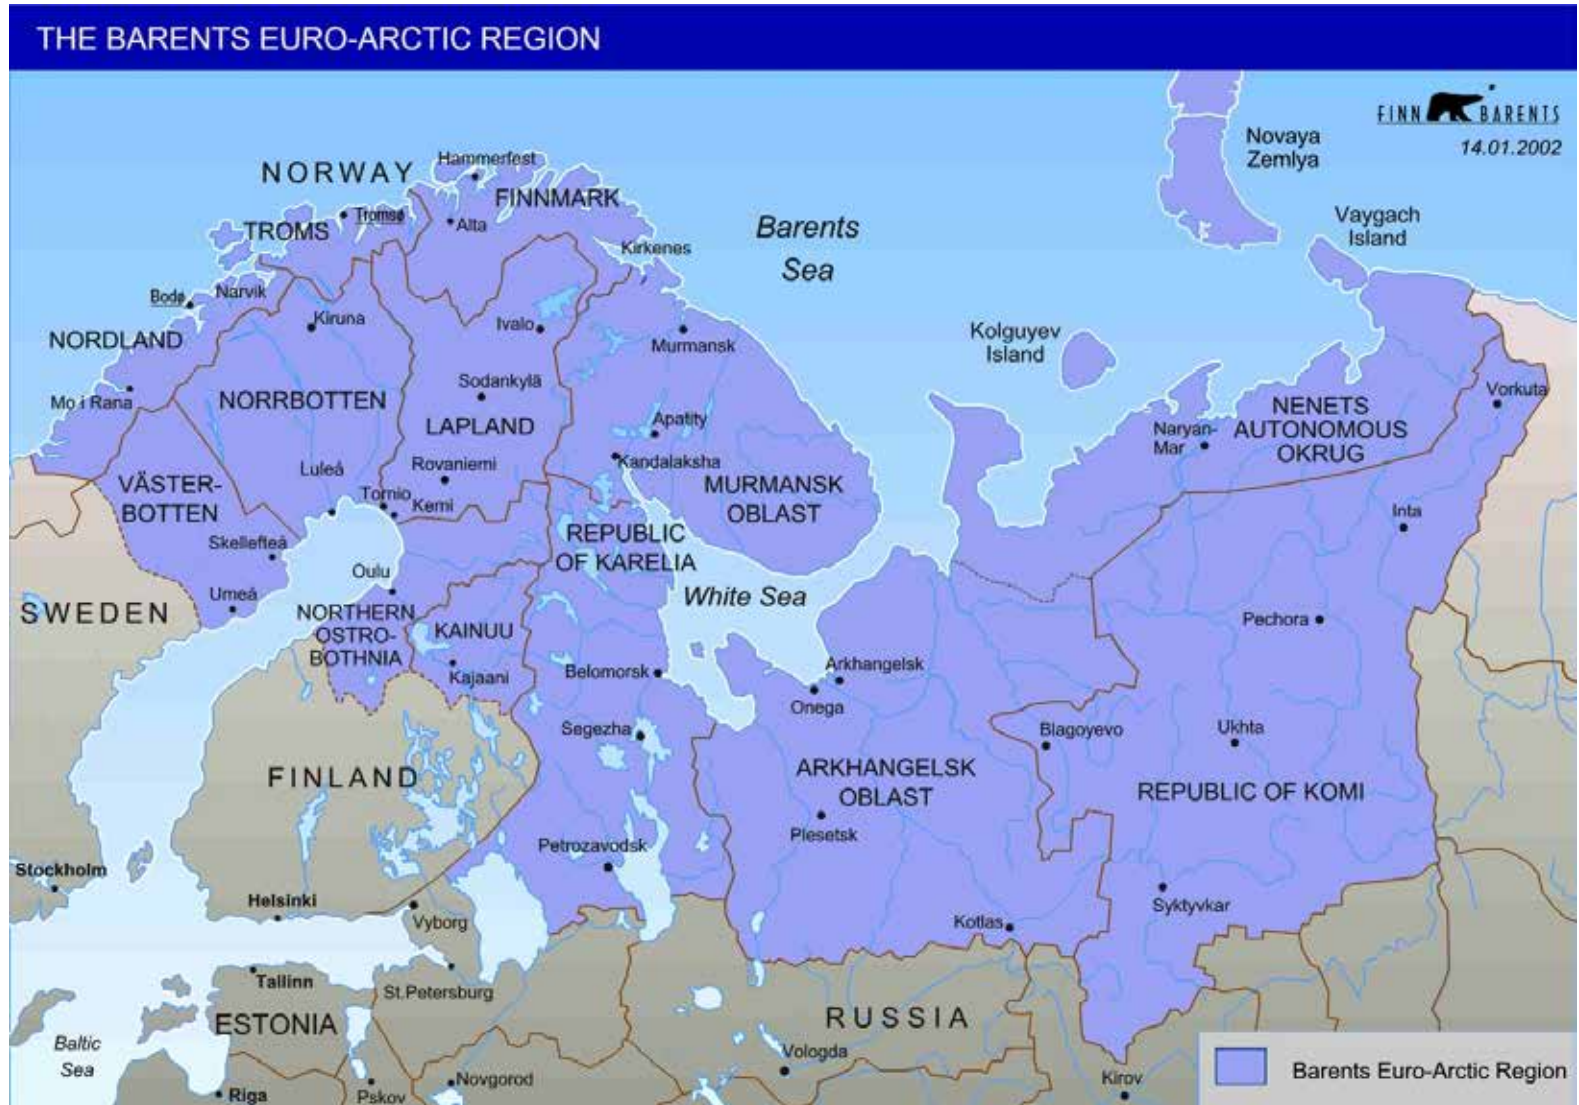 THE BARENTS EURO-ARCTIC REGION
FINN BARENTS
14.01.2002
Novaya
Zemlya
Vaygach
Island
NORWAY
Hammerfest
FINNMARK
TROMS
Tromsø
Alta
Kirkenes
Barents
Sea
Bodø
Narvik
Kiruna
Ivalo
Murmansk
Kolguyev
Island
NORDLAND
Mo i Rana
NORRBOTTEN
Sodankylä
LAPLAND
Apatity
Kandalaksha
Rovaniemi
Naryan-
Mar
NENETS
AUTONOMOUS
OKRUG
Vorkuta
VÄSTER-
BOTTEN
Luleå
Tornio
Kemi
MURMANSK
OBLAST
Inta
Skellefteå
REPUBLIC
OF KARELIA
Oulu
Umeå
White Sea
SWEDEN
NORTHERN
OSTRO-
BOTHNIA
KAINUU
Kajaani
Pechora
Belomorsk
Arkhangelsk
Onega
Segezha
Blagoyevo
Ukhta
FINLAND
ARKHANGELSK
OBLAST
REPUBLIC OF KOMI
Plesetsk
Petrozavodsk
Stockholm
Helsinki
Vyborg
Syktyvkar
Kotlas
Tallinn
St.Petersburg
ESTONIA
RUSSIA
Baltic
Sea
Vologda
Novgorod
Pskov
Riga
Kirov
Barents Euro-Arctic Region